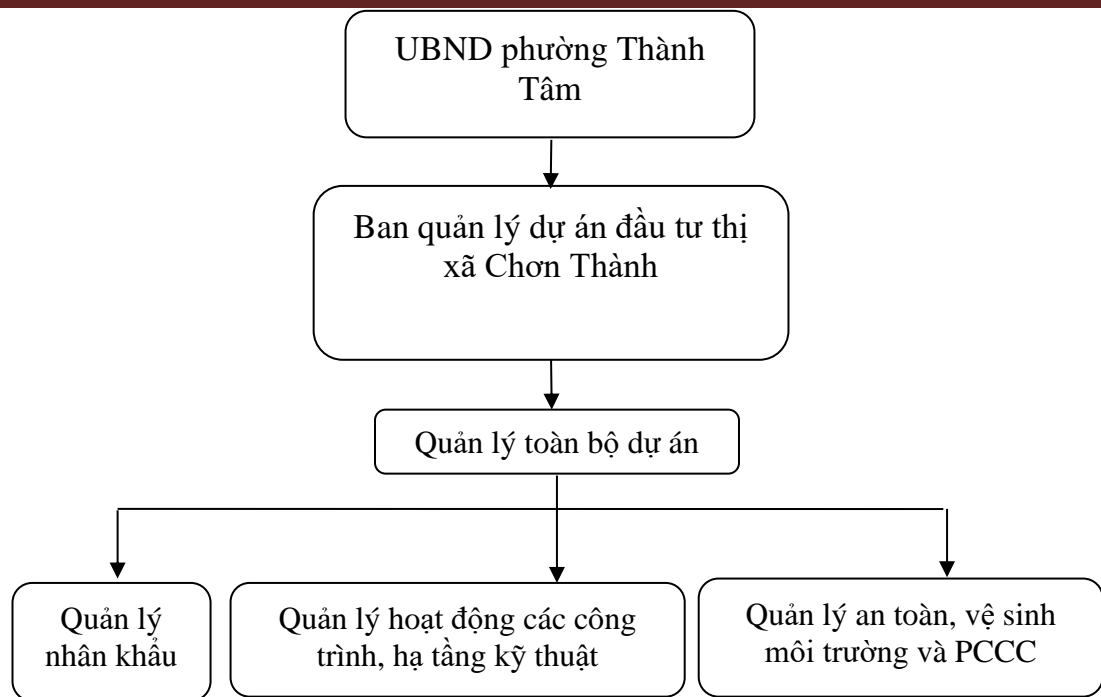 UBND phường Thành
Tâm
Ban quản lý dự án đầu tư thị
xã Chơn Thành
Quản lý toàn bộ dự án
Quản lý
nhân khẩu
Quản lý hoạt động các công
trình, hạ tầng kỹ thuật
Quản lý an toàn, vệ sinh
môi trường và PCCC